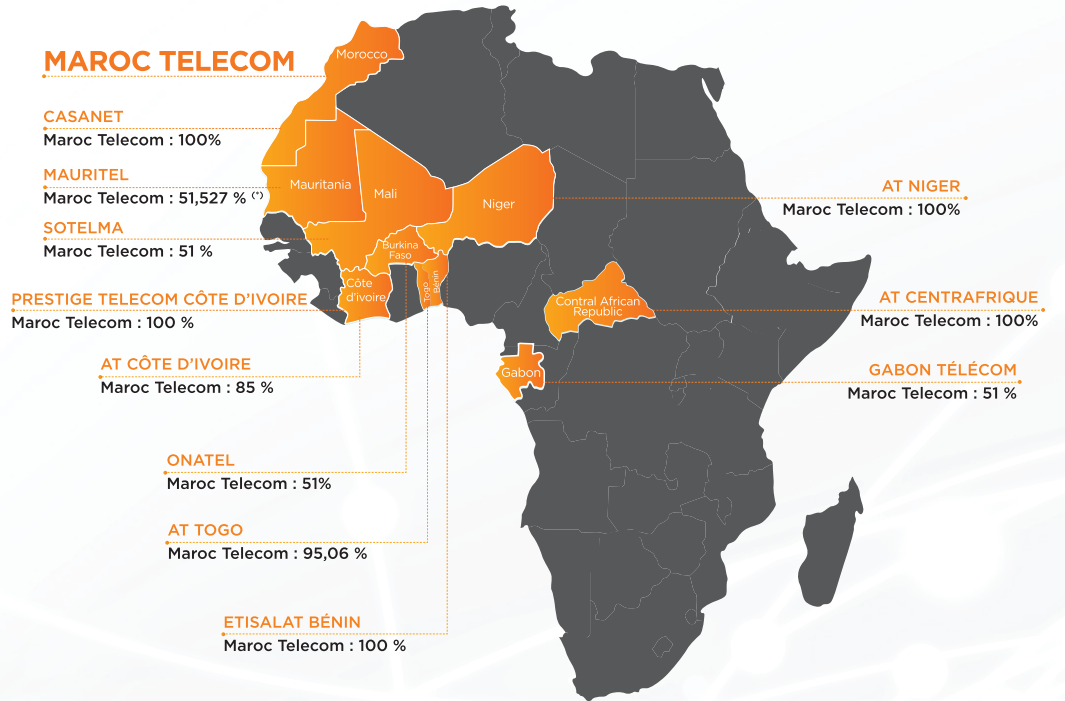 MAROC TELECOM
CASANET
Maroc Telecom : 100%
MAURITEL
Maroc Telecom : 51,527 % (*)
SOTELMA
Maroc Telecom : 51 %
PRESTIGE TELECOM CÔTE D'IVOIRE
Maroc Telecom : 100 %
AT CÔTE D'IVOIRE
Maroc Telecom : 85 %
ONATEL
Maroc Telecom : 51%
AT TOGO
Maroc Telecom : 95,06 %
ETISALAT BÉNIN
Maroc Telecom : 100 %
Morocco
Mauritania
Mali
Niger
Burkina
Faso
Côte
d'ivoire
Togo
Bénin
Central African
Republic
Gabon
AT NIGER
Maroc Telecom : 100%
AT CENTRAFRIQUE
Maroc Telecom : 100%
GABON TÉLÉCOM
Maroc Telecom : 51 %